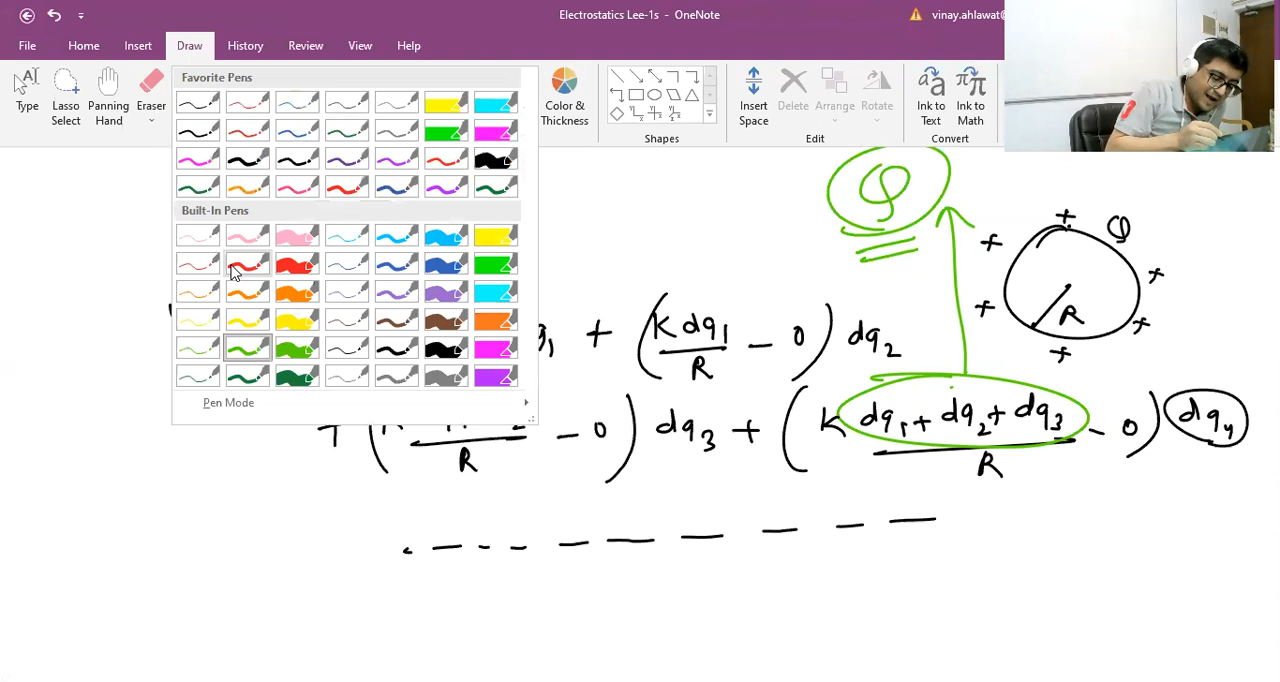 Electrostatics Lee-1s - OneNote
vinay.ahlawat@
File Home Insert Draw History Review View Help
Type
Lasso Select
Panning Hand
Eraser
Favorite Pens
Built-In Pens
Pen Mode
Color & Thickness
Shapes
Insert Space
Delete
Arrange
Rotate
Edit
Ink to Text
Ink to Math
Convert
φ
+ + + + + + +
Q
R
+ (K dq₁ / R - 0) dq₂
R - 0) dq₃ + (K dq₁ + dq₂ + dq₃ / R - 0) dq₄